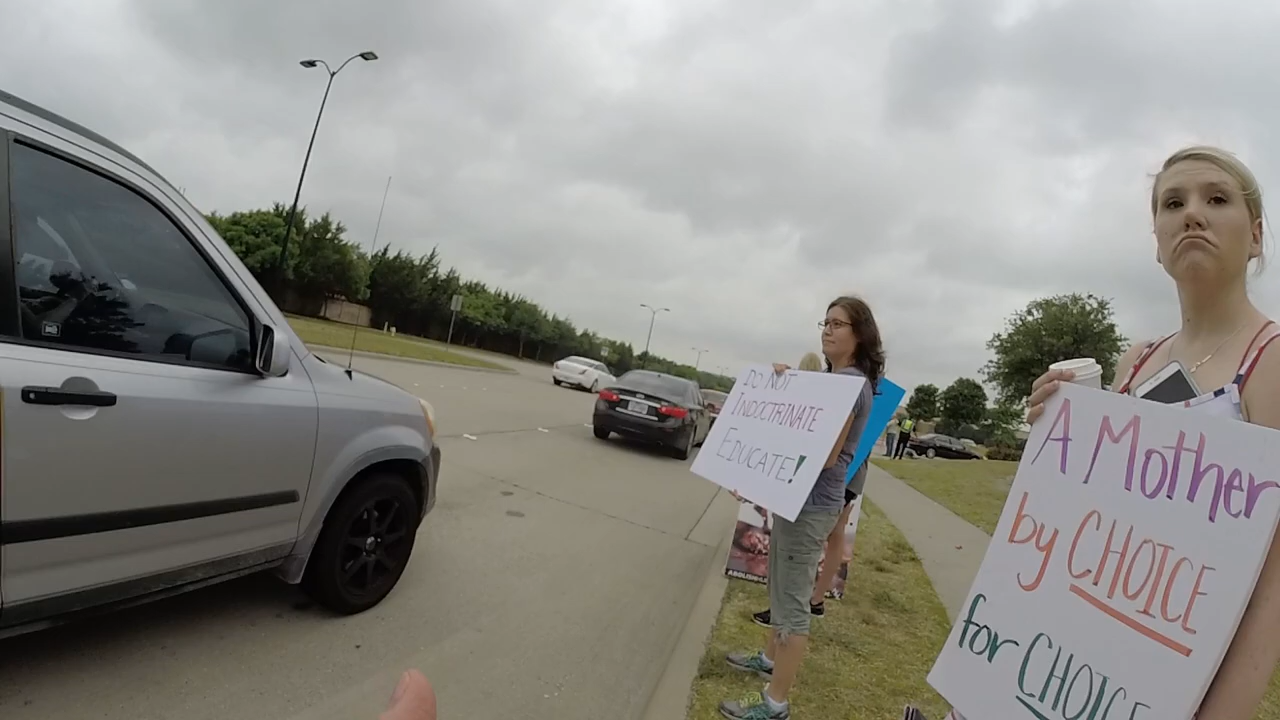 DO NOT
INDOCTRINATE
EDUCATE!
A Mother
by CHOICE
for CHOICE